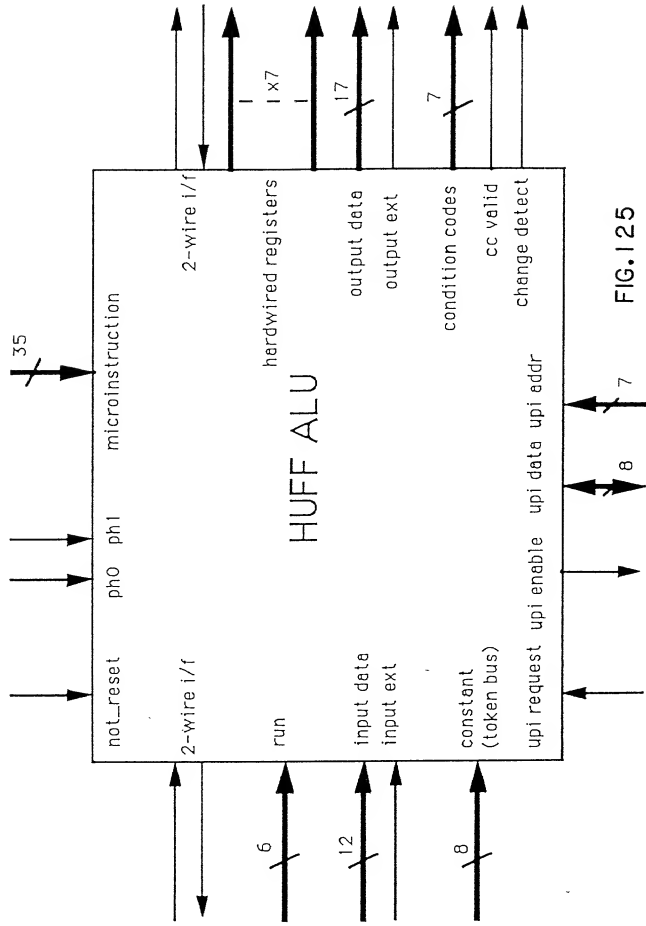 35
not_reset
ph0
ph1
microinstruction
2-wire i/f
2-wire i/f
run
6
hardwired registers
x7
HUFF ALU
input data
12
output data
17
input ext
output ext
constant
(token bus)
8
condition codes
7
cc valid
change detect
upi request
upi enable
upi data
upi addr
8
7
FIG.125